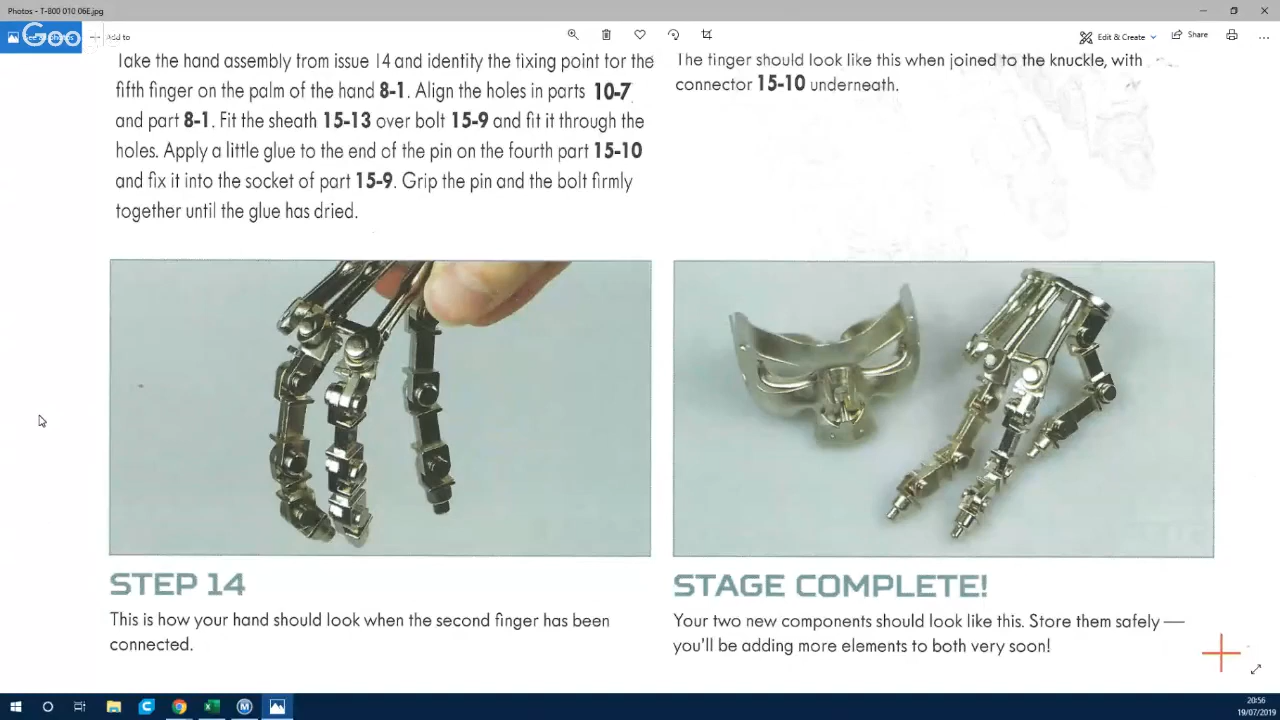 Photos - T-800 010 06E.jpg
Add to
Edit & Create
Share
Take the hand assembly from issue 14 and identity the fixing point for the
fifth finger on the palm of the hand 8-1. Align the holes in parts 10-7
and part 8-1. Fit the sheath 15-13 over bolt 15-9 and fit it through the
holes. Apply a little glue to the end of the pin on the fourth part 15-10
and fix it into the socket of part 15-9. Grip the pin and the bolt firmly
together until the glue has dried.
The finger should look like this when joined to the knuckle, with
connector 15-10 underneath.
STEP 14
This is how your hand should look when the second finger has been
connected.
STAGE COMPLETE!
Your two new components should look like this. Store them safely —
you'll be adding more elements to both very soon!
20:56
19/07/2019